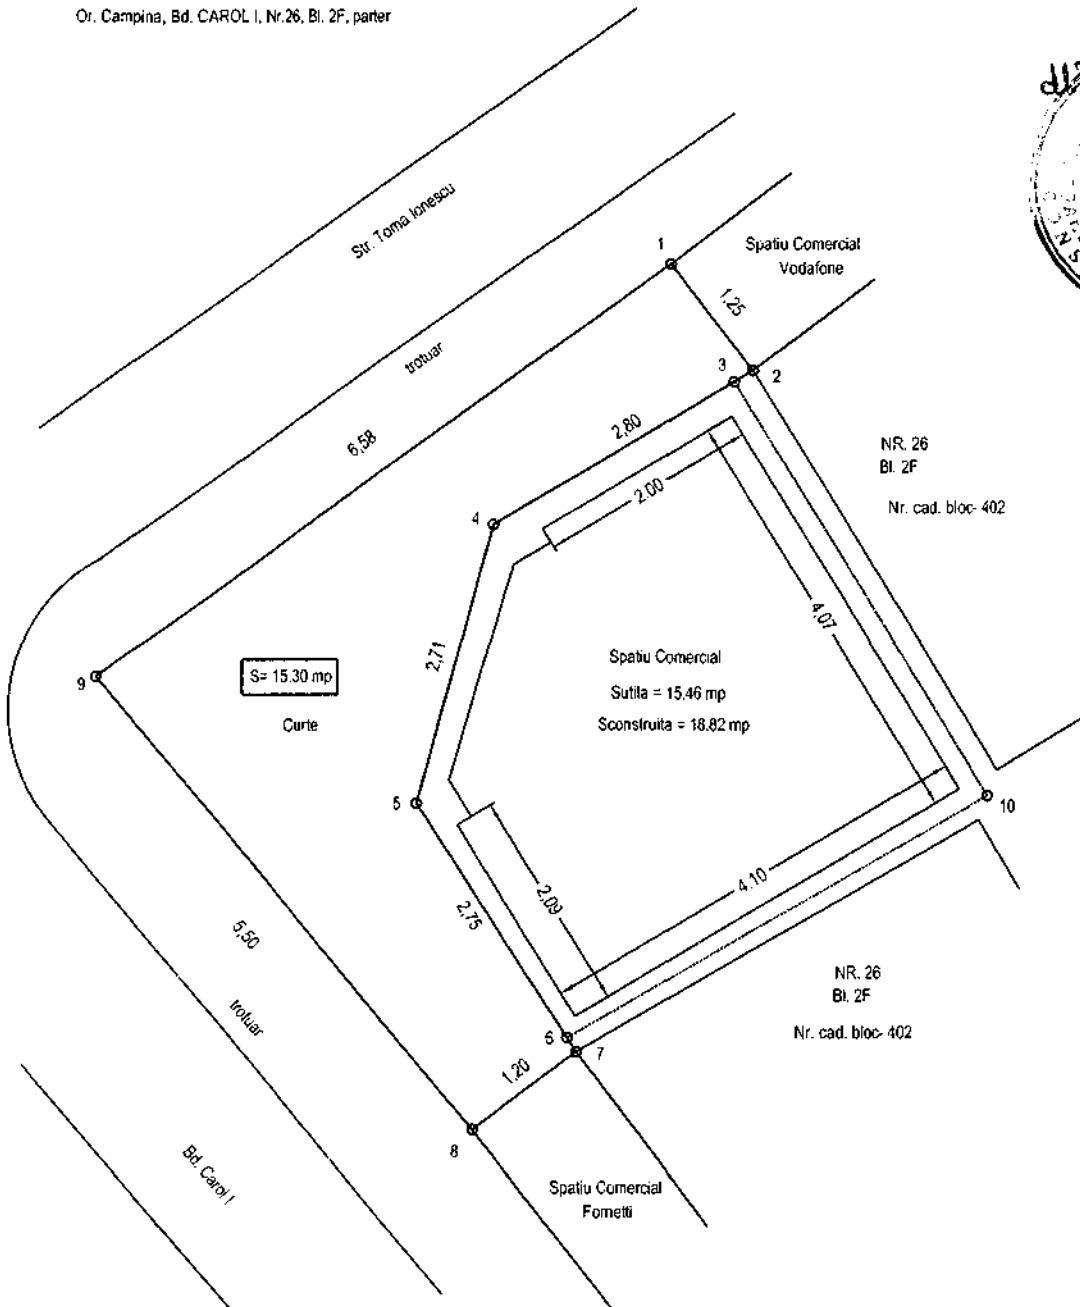 Or. Campina, Bd. CAROL I, Nr.26, Bl. 2F, parter
Str. Toma Ionescu
1
Spatiu Comercial
Vodafone
1,25
trotuar
3
2
6,58
2,80
NR. 26
Bl. 2F
Nr. cad. bloc- 402
2.00
4
4,07
2,71
Spatiu Comercial
Sutila = 15.46 mp
Sconstruita = 18.82 mp
9
S= 15.30 mp
Curte
5
10
4.10
2,09
2,75
5,50
NR. 26
Bl. 2F
Nr. cad. bloc- 402
trotuar
6
7
1,20
8
Bd. Carol I
Spatiu Comercial
Fornetti